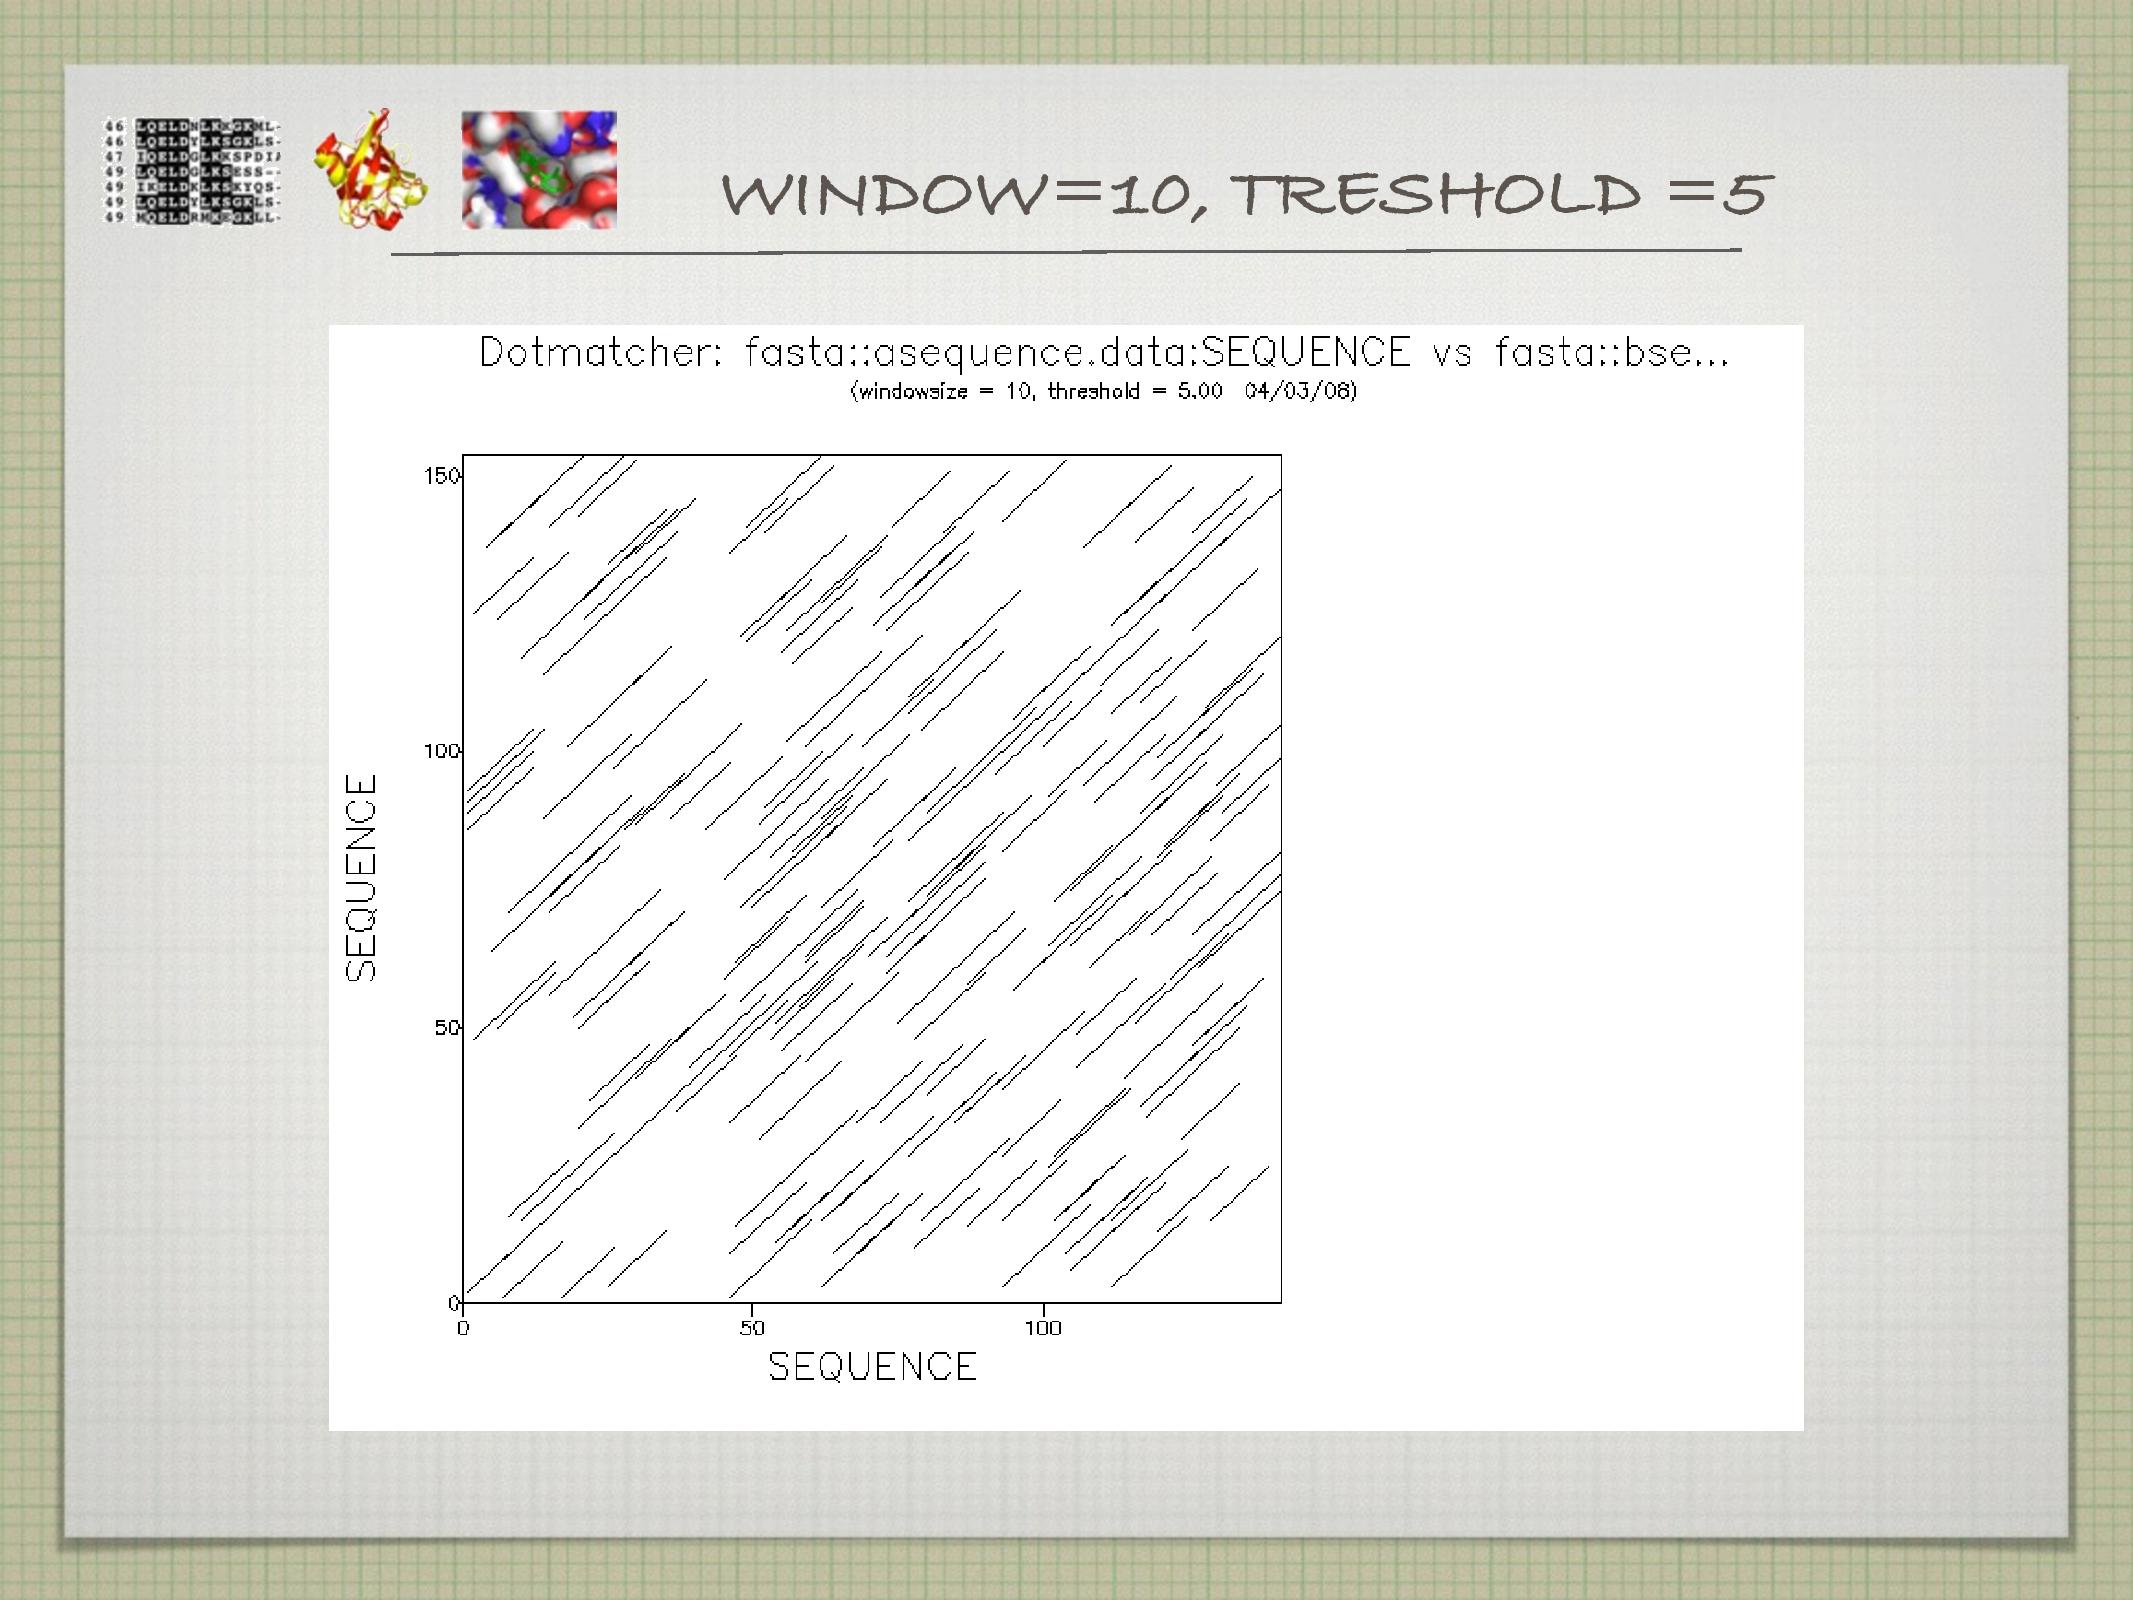 46 LQELDNLKKGKML-
46 LQELDYLKSGKLS-
47 IQELDGLKKSPDI
49 LQELDGLKSESS--
49 IKELDKLKSKYQS-
49 LQELDYLKSGKLS-
49 MQELDRMKEGKLL-
WINDOW=10, TRESHOLD =5
Dotmatcher: fasta::asequence.data:SEQUENCE vs fasta::bse...
(windowsize = 10, threshold = 5.00 04/03/08)
150
100
50
0
SEQUENCE
0 50 100
SEQUENCE